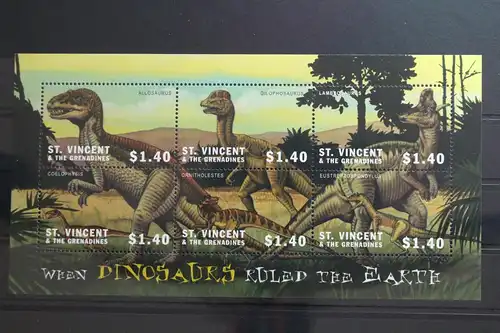 ALLOSAURUS
DILOPHOSAURUS
LAMBEOSAURUS
ST. VINCENT
& THE GRENADINES
$1.40
ST. VINCENT
& THE GRENADINES
$1.40
ST. VINCENT
& THE GRENADINES
$1.40
COELOPHYSIS
ORNITHOLESTES
EUSTREPTOSPONDYLUS
ST. VINCENT
& THE GRENADINES
$1.40
ST. VINCENT
& THE GRENADINES
$1.40
ST. VINCENT
& THE GRENADINES
$1.40
WHEN DINOSAURS RULED THE EARTH